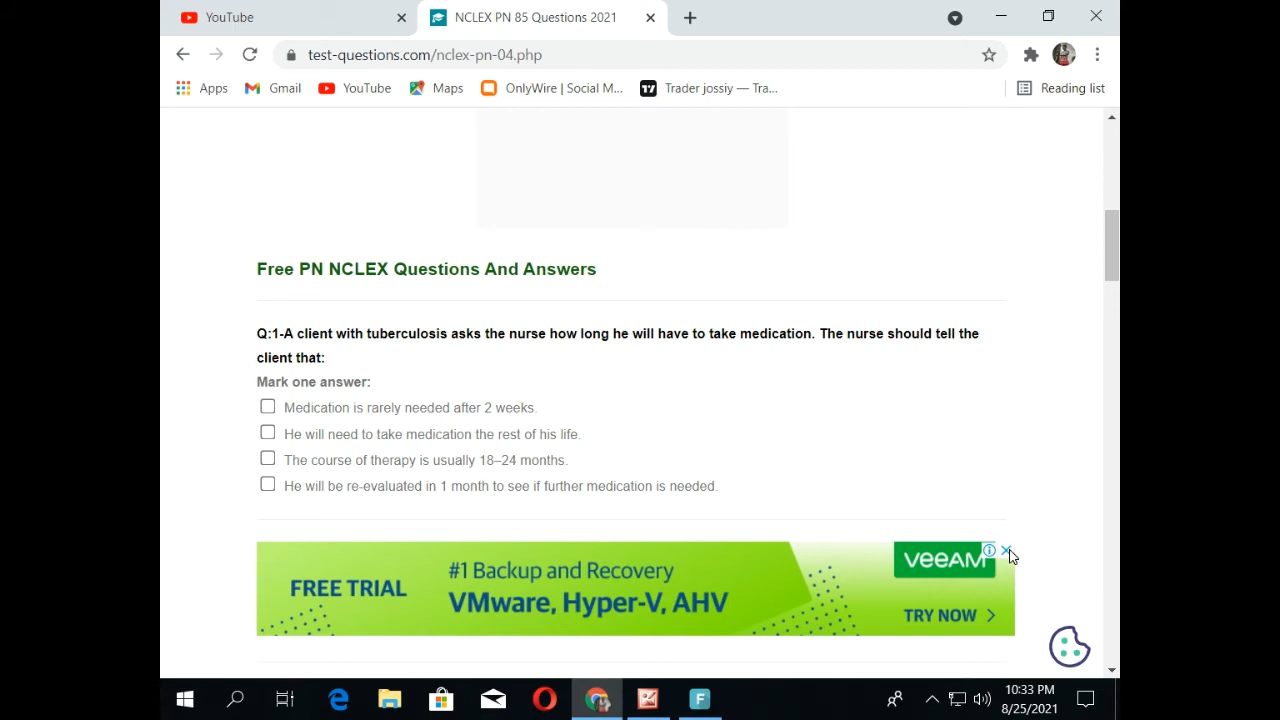 YouTube
NCLEX PN 85 Questions 2021
test-questions.com/nclex-pn-04.php
Apps
Gmail
YouTube
Maps
OnlyWire | Social M...
Trader jossiy — Tra...
Reading list
Free PN NCLEX Questions And Answers
Q:1-A client with tuberculosis asks the nurse how long he will have to take medication. The nurse should tell the
client that:
Mark one answer:
Medication is rarely needed after 2 weeks.
He will need to take medication the rest of his life.
The course of therapy is usually 18–24 months.
He will be re-evaluated in 1 month to see if further medication is needed.
FREE TRIAL
#1 Backup and Recovery
VMware, Hyper-V, AHV
veeAM
TRY NOW
10:33 PM
8/25/2021